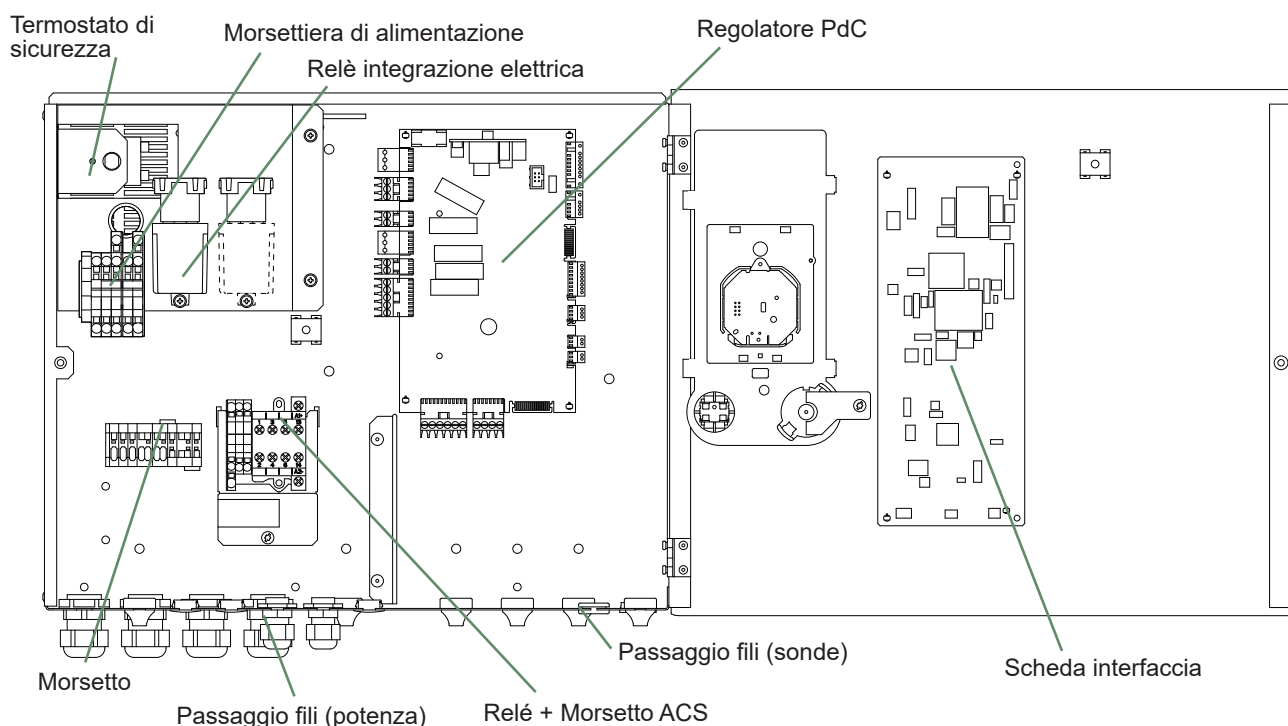 Termostato di
sicurezza
Morsettiera di alimentazione
Relè integrazione elettrica
Regolatore PdC
Morsetto
Passaggio fili (potenza)
Relé + Morsetto ACS
Passaggio fili (sonde)
Scheda interfaccia